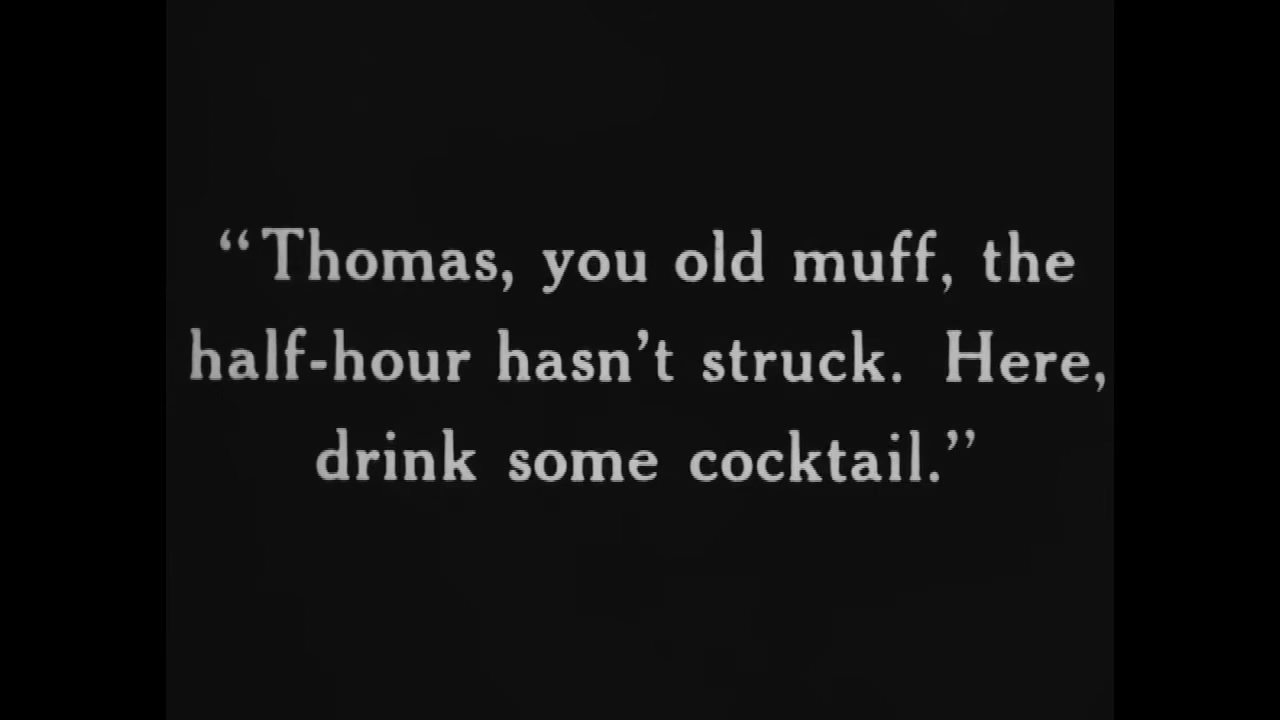 “Thomas, you old muff, the
half-hour hasn’t struck. Here,
drink some cocktail.”